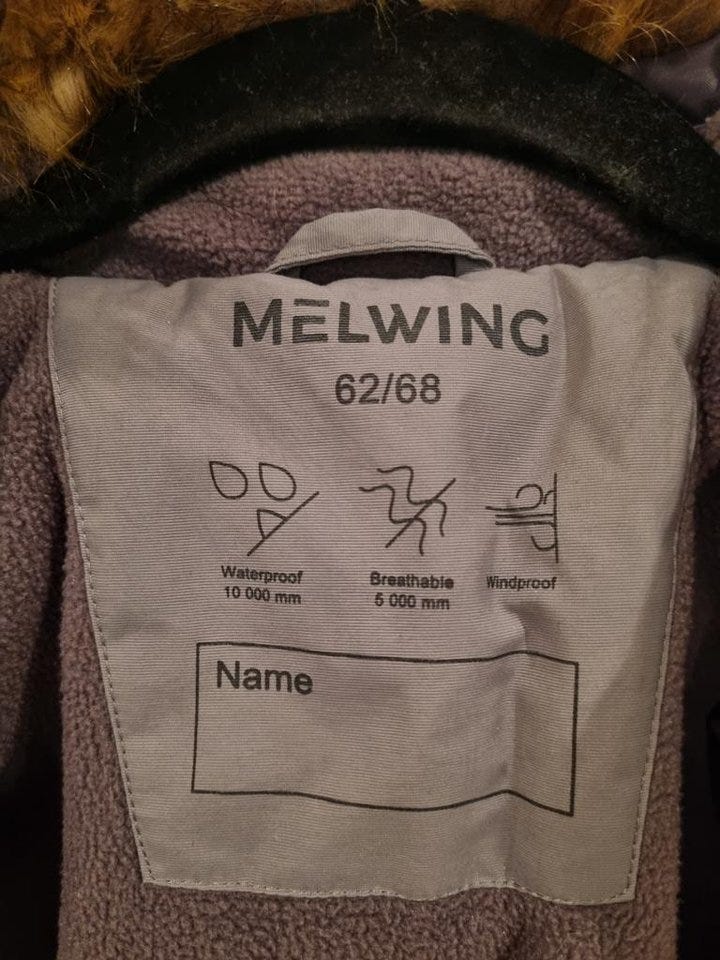 MELWING
62/68
Waterproof
10 000 mm
Breathable
5 000 mm
Windproof
Name